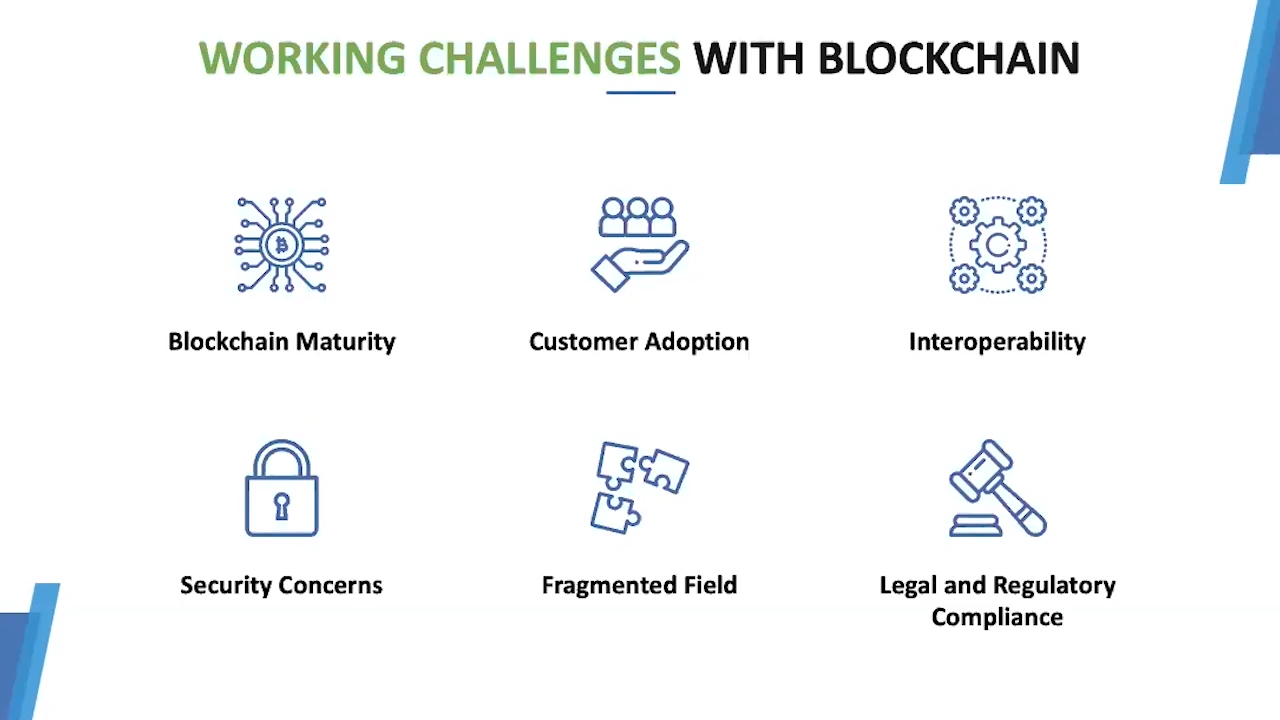 WORKING CHALLENGES WITH BLOCKCHAIN
Blockchain Maturity
Customer Adoption
Interoperability
Security Concerns
Fragmented Field
Legal and Regulatory
Compliance